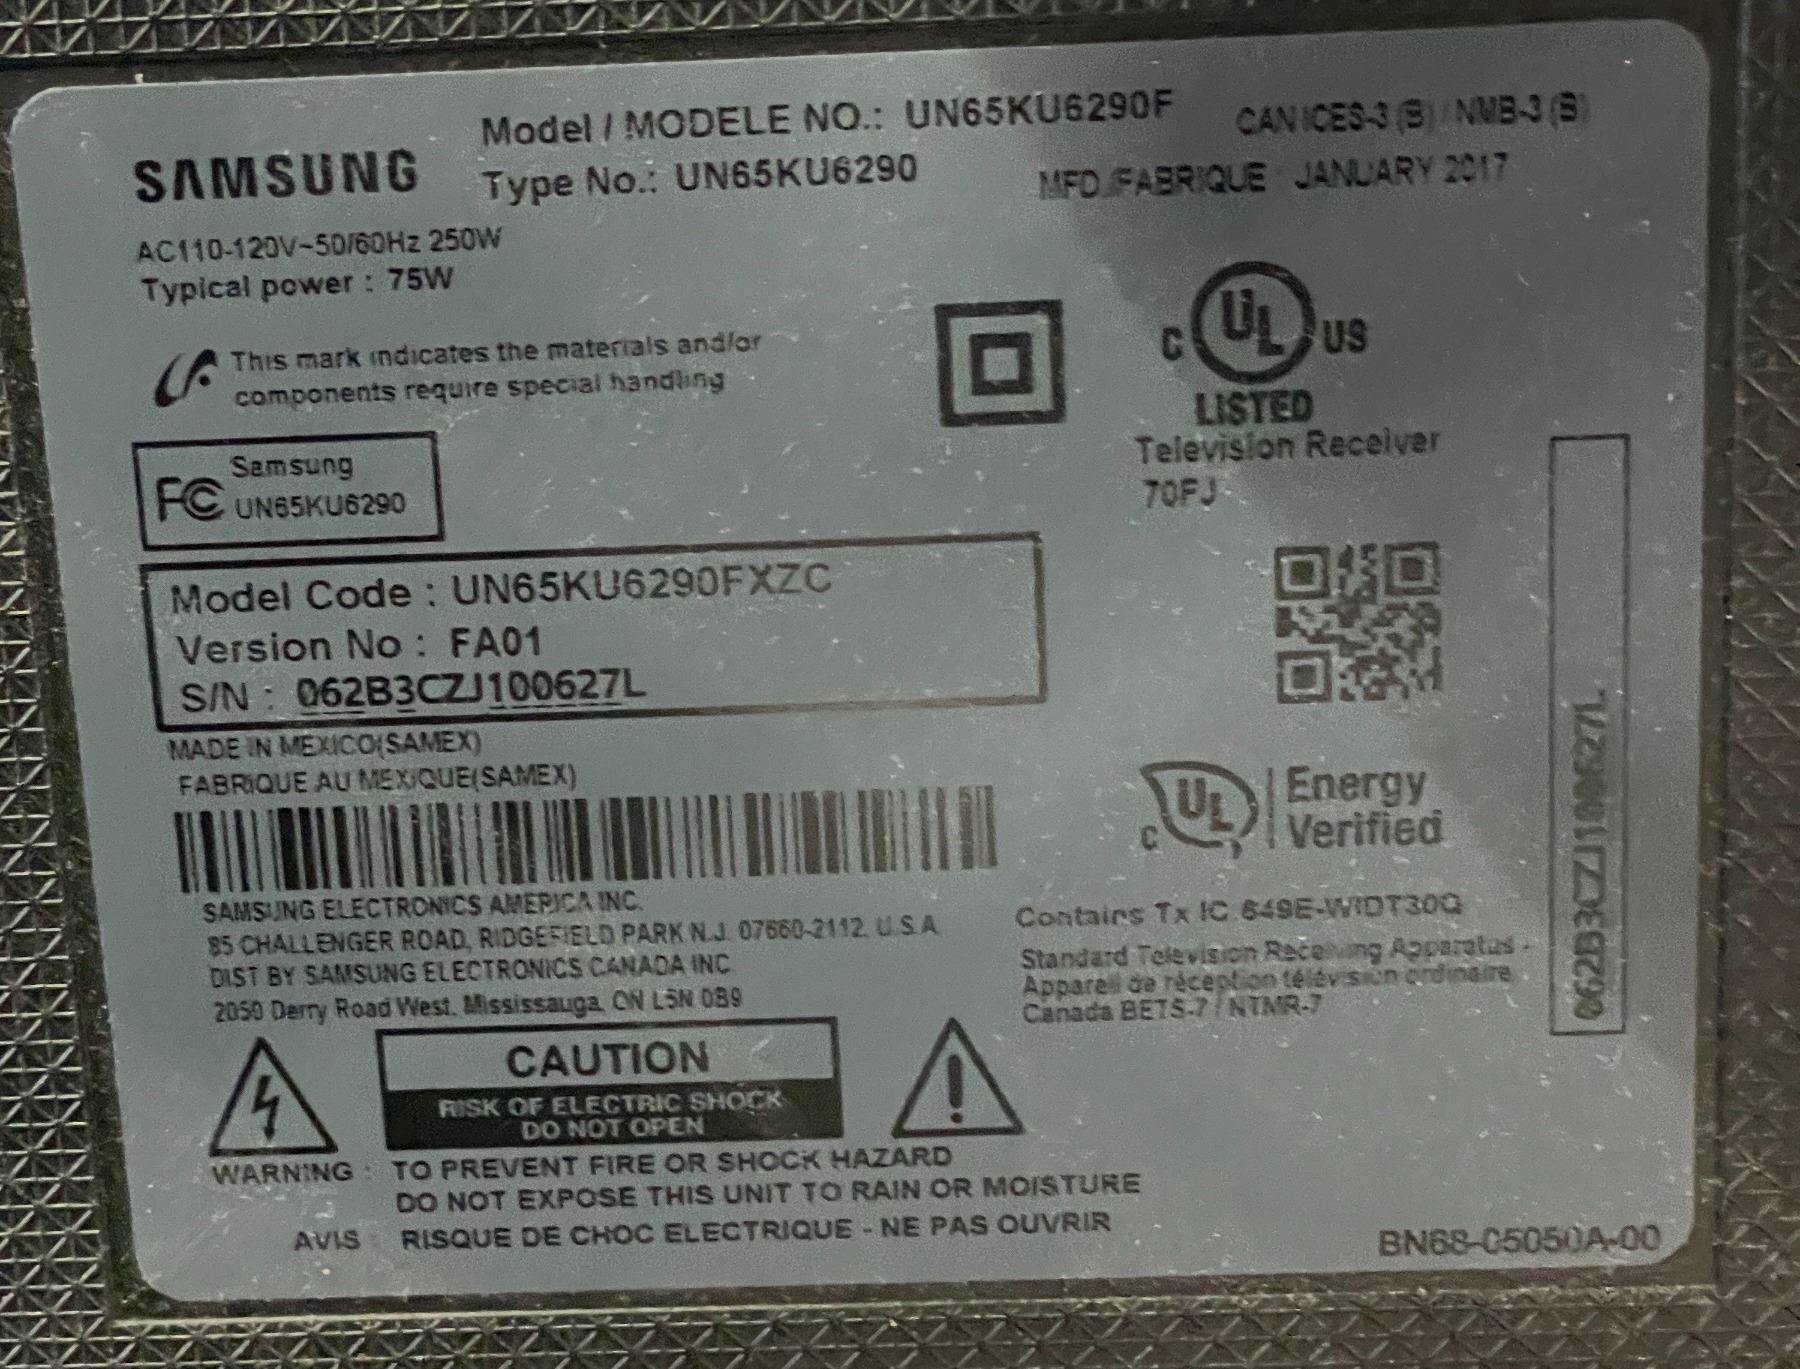 SAMSUNG
Model / MODELE NO.: UN65KU6290F
Type No.: UN65KU6290
CAN ICES-3 (B) / NMB-3 (B)
MFD./FABRIQUE : JANUARY 2017
AC110-120V~50/60Hz 250W
Typical power : 75W
This mark indicates the materials and/or
components require special handling
C UL US
LISTED
Television Receiver
70FJ
FC Samsung
UN65KU6290
Model Code : UN65KU6290FXZC
Version No : FA01
S/N : 062B3CZJ100627L
MADE IN MEXICO(SAMEX)
FABRIQUE AU MEXIQUE(SAMEX)
C UL Energy
Verified
062B3CZJ100627L
SAMSUNG ELECTRONICS AMERICA INC.
85 CHALLENGER ROAD, RIDGEFIELD PARK N.J. 07660-2112. U.S.A
DIST BY SAMSUNG ELECTRONICS CANADA INC
2050 Derry Road West. Mississauga, ON L5N 0B9
Contains Tx IC 649E-WIDT30Q
Standard Television Receiving Apparatus -
Appareil de réception télévision ordinaire,
Canada BETS-7 / NTMR-7
CAUTION
RISK OF ELECTRIC SHOCK
DO NOT OPEN
WARNING : TO PREVENT FIRE OR SHOCK HAZARD
DO NOT EXPOSE THIS UNIT TO RAIN OR MOISTURE
AVIS RISQUE DE CHOC ELECTRIQUE - NE PAS OUVRIR
BN68-05050A-00